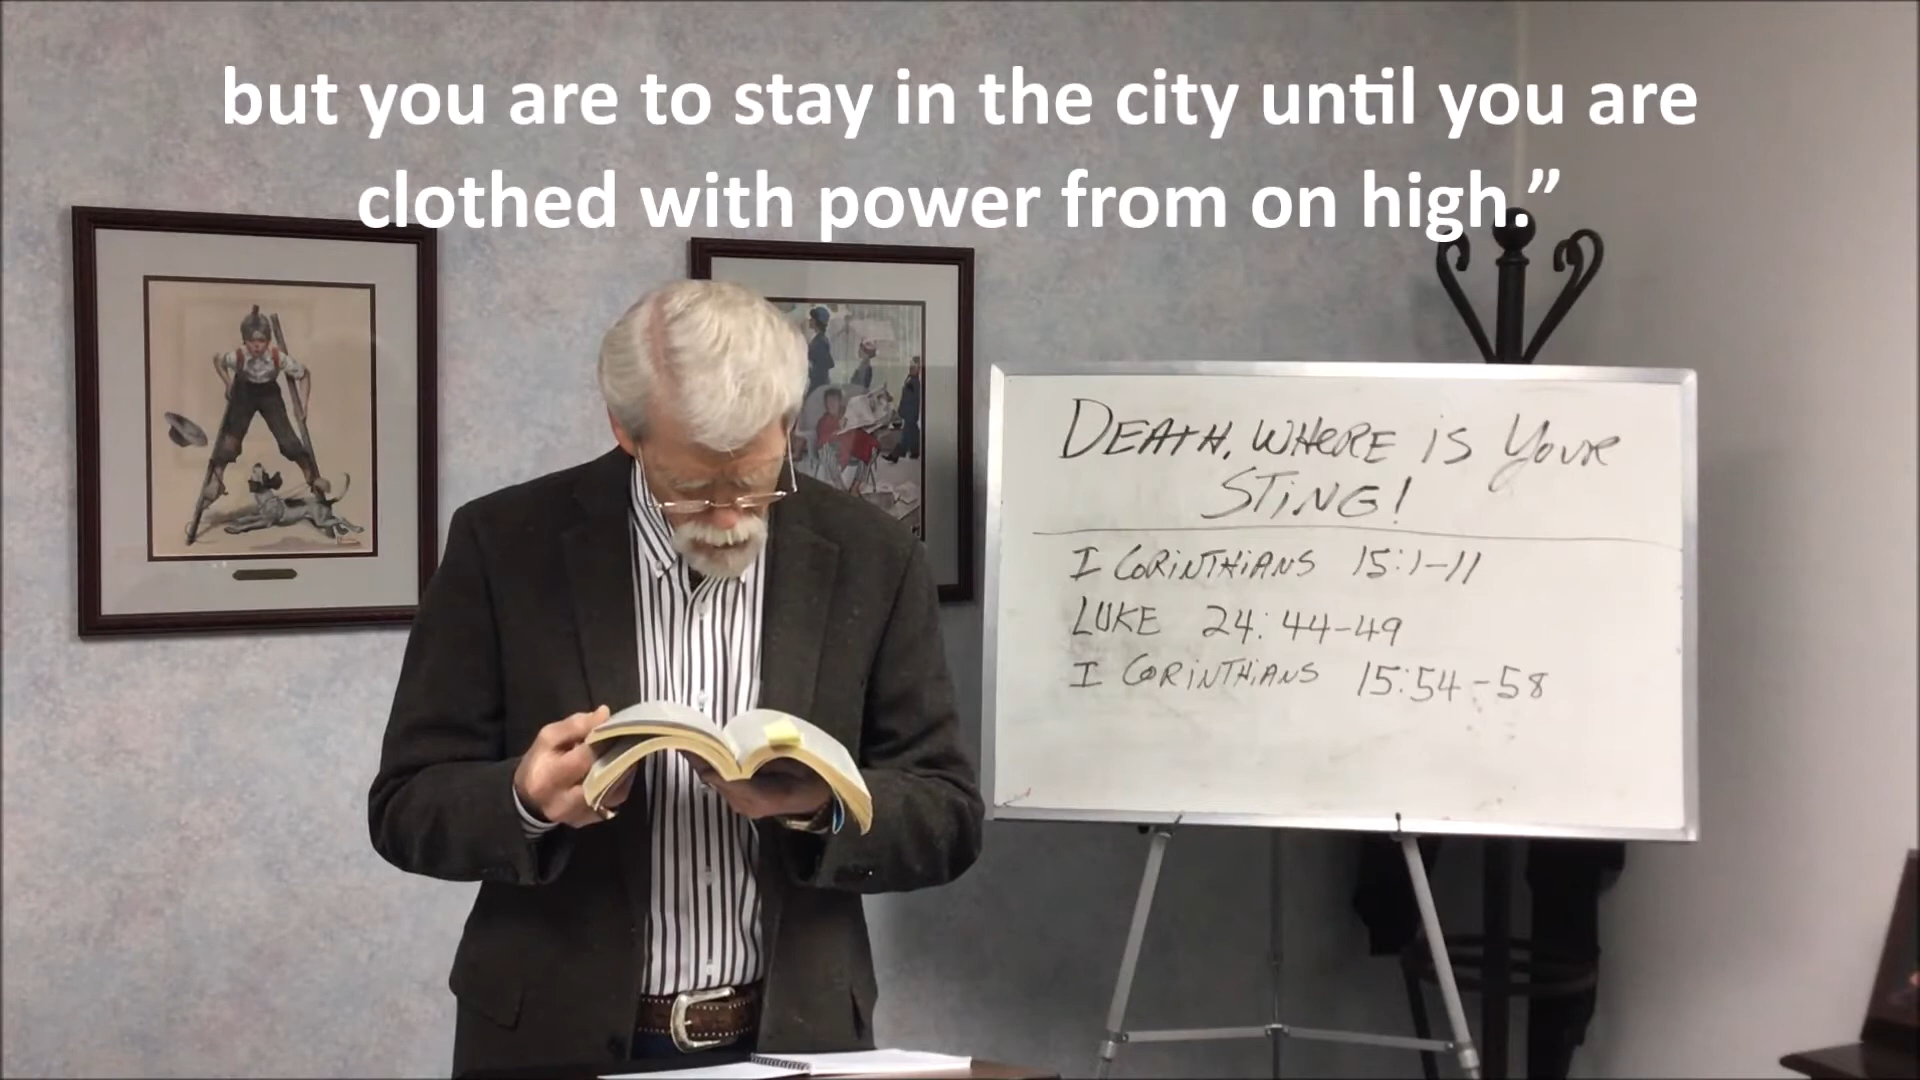 but you are to stay in the city until you are
clothed with power from on high.”
DEATH, WHERE iS YOUR
STiNG!
I CORiNTHiANS 15:1-11
LUKE 24:44-49
I CORiNTHiANS 15:54-58